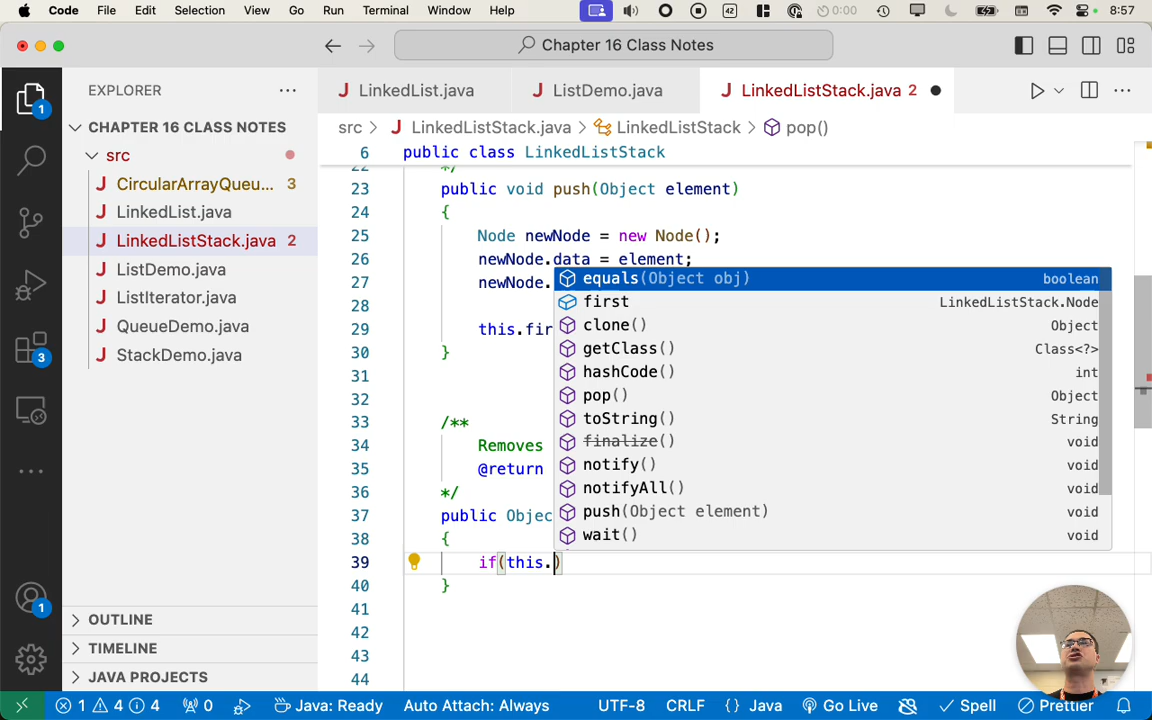 Code File Edit Selection View Go Run Terminal Window Help 42 0:00 8:57
Chapter 16 Class Notes
EXPLORER
CHAPTER 16 CLASS NOTES
src
CircularArrayQueu... 3
LinkedList.java
LinkedListStack.java 2
ListDemo.java
ListIterator.java
QueueDemo.java
StackDemo.java
OUTLINE
TIMELINE
JAVA PROJECTS
1
3
1
LinkedList.java ListDemo.java LinkedListStack.java 2
src > LinkedListStack.java > LinkedListStack > pop()
6 public class LinkedListStack
22 */
23 public void push(Object element)
24 {
25 Node newNode = new Node();
26 newNode.data = element;
27 newNode.
28
29 this.fir
30 }
31
32
33 /**
34 Removes
35 @return
36 */
37 public Objec
38 {
39 if(this.)
40 }
41
42
43
44
equals(Object obj) boolean
first LinkedListStack.Node
clone() Object
getClass() Class<?>
hashCode() int
pop() Object
toString() String
finalize() void
notify() void
notifyAll() void
push(Object element) void
wait() void
1 4 4 0 Java: Ready Auto Attach: Always UTF-8 CRLF {} Java Go Live Spell Prettier